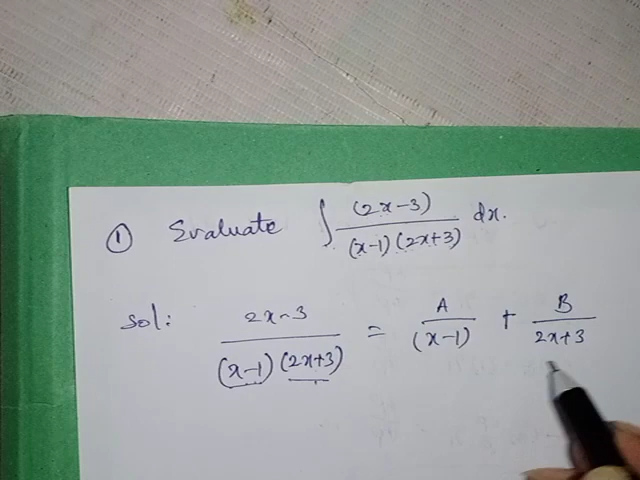 ① Evaluate ∫ (2x-3) / (x-1) (2x+3) dx.
Sol: 2x-3 / (x-1) (2x+3) = A / (x-1) + B / 2x+3